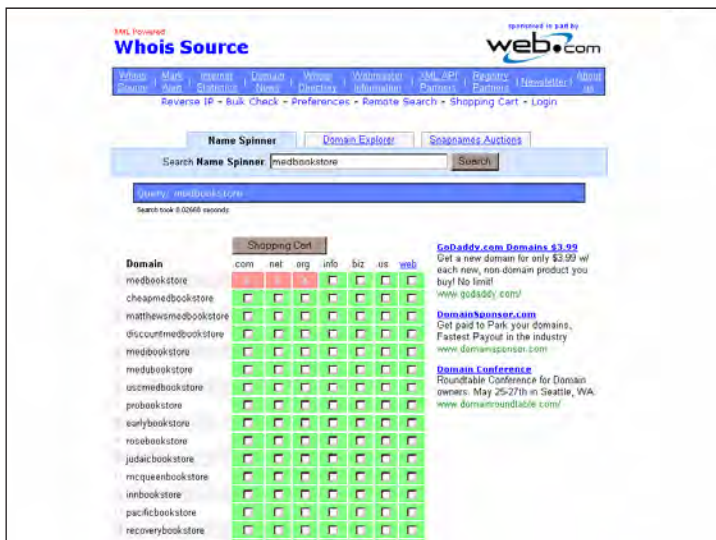 XML Powered
Whois Source
sponsored in part by
web.com
Whois Source | Mark Alert | Internet Statistics | Domain News | Whois Directory | Webmaster Information | XML API Partners | Registry Partners | Newsletter | About us
Reverse IP - Bulk Check - Preferences - Remote Search - Shopping Cart - Login
Name Spinner Domain Explorer Snapnames Auctions
Search Name Spinner: medbookstore Search
Query: medbookstore
Search took 8.02668 seconds.
Shopping Cart
Domain .com .net .org .info .biz .us .web
medbookstore
cheapmedbookstore
matthewsmedbookstore
discountmedbookstore
medibookstore
medubookstore
uscmedbookstore
probookstore
earlybookstore
rosebookstore
judaicbookstore
mcqueenbookstore
innbookstore
pacificbookstore
recoverybookstore
GoDaddy.com Domains $3.99
Get a new domain for only $3.99 w/
each new, non-domain product you
buy! No limit!
www.godaddy.com/
DomainSponsor.com
Get paid to Park your domains,
Fastest Payout in the industry
www.domainsponsor.com
Domain Conference
Roundtable Conference for Domain
owners. May 25-27th in Seattle, WA
www.domainroundtable.com/